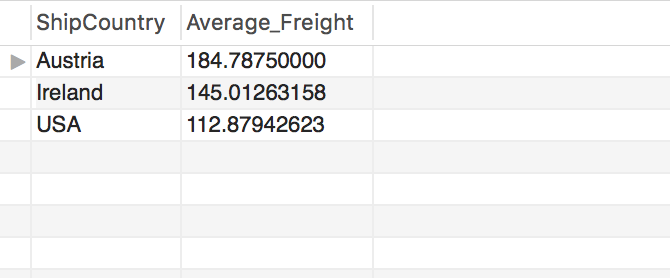 ShipCountry Average_Freight
Austria 184.78750000
Ireland 145.01263158
USA 112.87942623